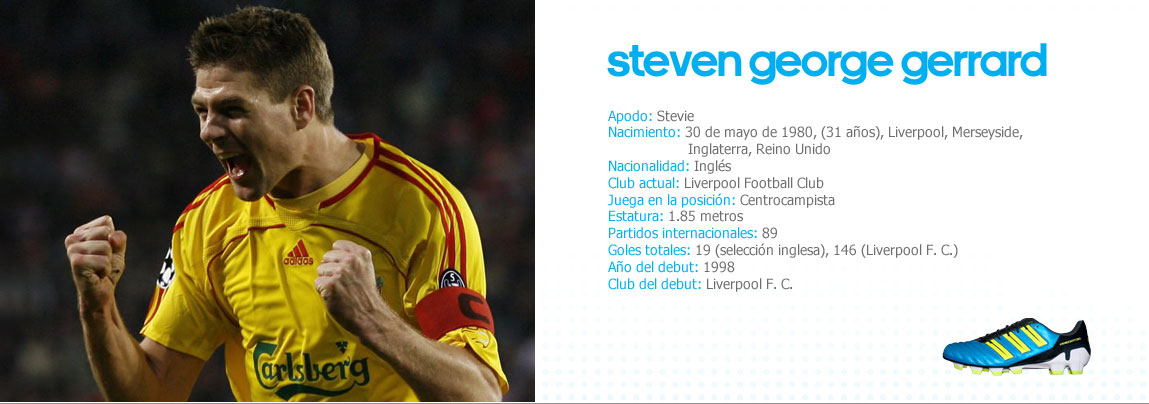 steven george gerrard
Apodo: Stevie
Nacimiento: 30 de mayo de 1980, (31 años), Liverpool, Merseyside,
Inglaterra, Reino Unido
Nacionalidad: Inglés
Club actual: Liverpool Football Club
Juega en la posición: Centrocampista
Estatura: 1.85 metros
Partidos internacionales: 89
Goles totales: 19 (selección inglesa), 146 (Liverpool F. C.)
Año del debut: 1998
Club del debut: Liverpool F. C.
adidas
C
Carlsberg